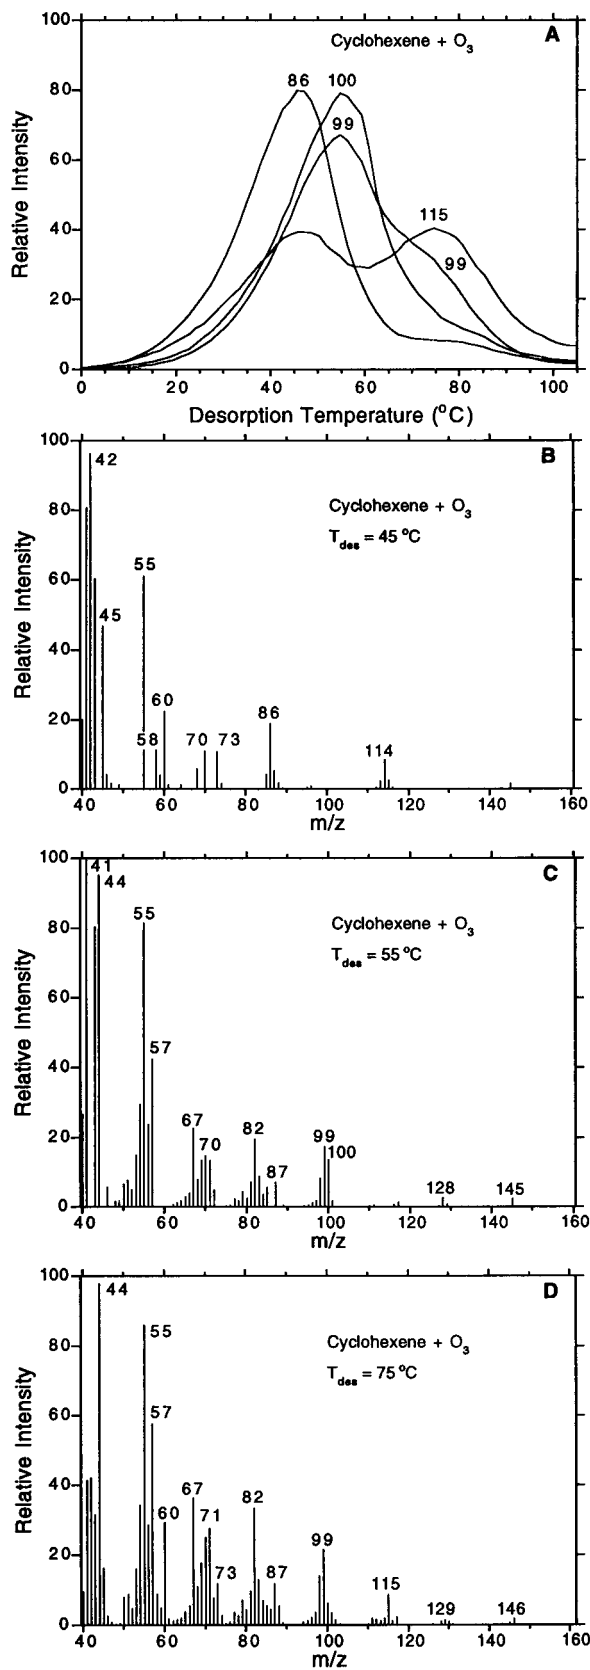 100
Cyclohexene + O3
A
86
100
80
99
60
115
40
99
20
0
0 20 40 60 80 100
Relative Intensity
Desorption Temperature (°C)
100
B
42
Cyclohexene + O3
Tdes = 45 °C
80
55
60
45
40
60
86
20
58
70
73
114
0
40 60 80 100 120 140 160
Relative Intensity
m/z
100
41
C
44
55
Cyclohexene + O3
80
Tdes = 55 °C
60
57
40
67
82
20
70
99
100
87
128
145
0
40 60 80 100 120 140 160
Relative Intensity
m/z
100
44
D
55
Cyclohexene + O3
80
Tdes = 75 °C
60
57
40
67
82
60
71
99
20
73
87
115
129
146
0
40 60 80 100 120 140 160
Relative Intensity
m/z